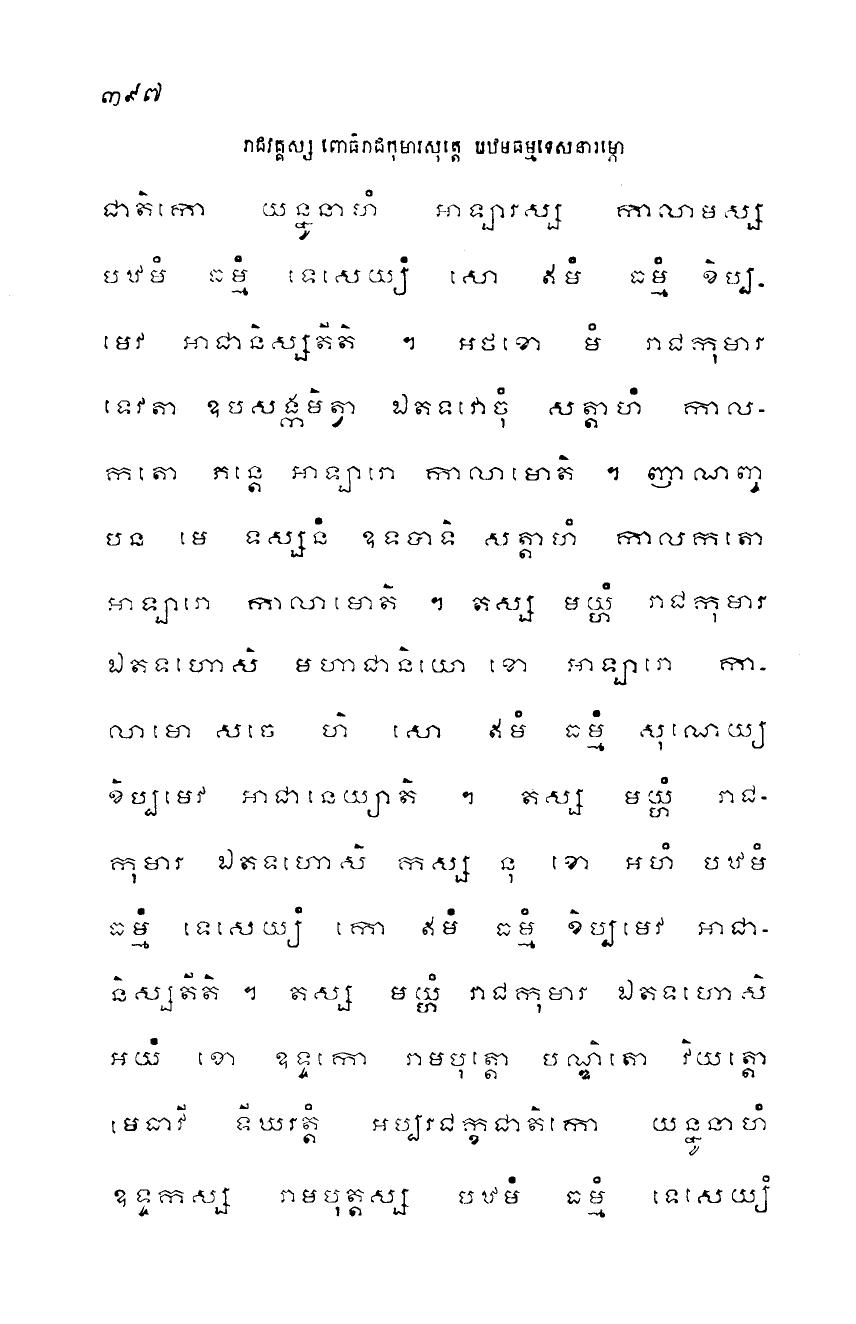 ៣៩៧
រាជវគ្គស្ស ពោធិរាជកុមារសុត្តេ បឋមធម្មទេសនារម្ភោ
ជាតិកោ យន្នូនាហំ អាឡារស្ស កាលាមស្ស
បឋមំ ធម្មំ ទេសេយ្យំ សោ ឥមំ ធម្មំ ខិប្ប-
មេវ អាជានិស្សតីតិ ។ អថខោ មំ រាជកុមារ
ទេវតា ឧបសង្កមិត្វា ឯតទវោចុំ សត្តាហំ កាល-
កតោ ភន្តេ អាឡារោ កាលាមោតិ ។ ញាណញ្ច
បន មេ ទស្សនំ ឧទបាទិ សត្តាហំ កាលកតោ
អាឡារោ កាលាមោតិ ។ តស្ស មយ្ហំ រាជកុមារ
ឯតទហោសិ មហាជានិយោ ខោ អាឡារោ កា-
លាមោ សចេ ហិ សោ ឥមំ ធម្មំ សុណេយ្យ
ខិប្បមេវ អាជានេយ្យាតិ ។ តស្ស មយ្ហំ រាជ-
កុមារ ឯតទហោសិ កស្ស នុ ខោ អហំ បឋមំ
ធម្មំ ទេសេយ្យំ កោ ឥមំ ធម្មំ ខិប្បមេវ អាជា-
និស្សតីតិ ។ តស្ស មយ្ហំ រាជកុមារ ឯតទហោសិ
អយំ ខោ ឧទ្ទកោ រាមបុត្តោ បណ្ឌិតោ វិយត្តោ
មេធាវី ទីឃរត្តំ អប្បរជក្ខជាតិកោ យន្នូនាហំ
ឧទ្ទកស្ស រាមបុត្តស្ស បឋមំ ធម្មំ ទេសេយ្យំ